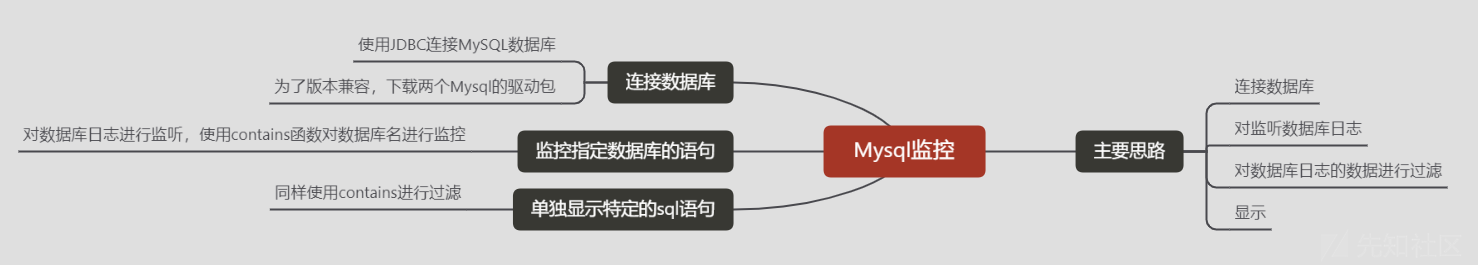 Mysql监控
连接数据库
使用JDBC连接MySQL数据库
为了版本兼容，下载两个Mysql的驱动包
监控指定数据库的语句
对数据库日志进行监听，使用contains函数对数据库名进行监控
单独显示特定的sql语句
同样使用contains进行过滤
主要思路
连接数据库
对监听数据库日志
对数据库日志的数据进行过滤
显示
先知社区